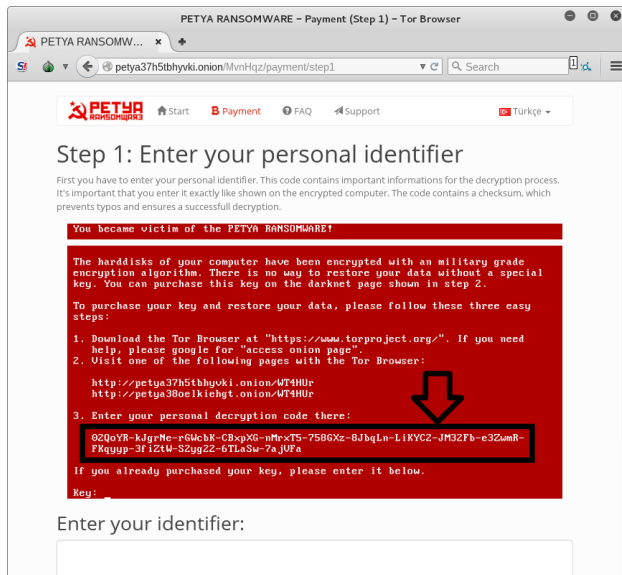 PETYA RANSOMWARE – Payment (Step 1) – Tor Browser
PETYA RANSOMW...
petya37h5tbhyvki.onion/MvnHqz/payment/step1
Search
1
PETYA
RANSOMWARE
Start
Payment
FAQ
Support
Türkçe
Step 1: Enter your personal identifier
First you have to enter your personal identifier. This code contains important informations for the decryption process.
It's important that you enter it exactly like shown on the encrypted computer. The code contains a checksum, which
prevents typos and ensures a successfull decryption.
You became victim of the PETYA RANSOMWARE!
The harddisks of your computer have been encrypted with an military grade
encryption algorithm. There is no way to restore your data without a special
key. You can purchase this key on the darknet page shown in step 2.
To purchase your key and restore your data, please follow these three easy
steps:
1. Download the Tor Browser at "https://www.torproject.org/". If you need
help, please google for "access onion page".
2. Visit one of the following pages with the Tor Browser:
http://petya37h5tbhyvki.onion/WT4HUr
http://petya38oelkiehgt.onion/WT4HUr
3. Enter your personal decryption code there:
0ZQoYR-kJgrNe-rGWcbK-CBxpXG-nMrxT5-758GXz-8JbqLn-LiKYC2-JM32Fb-e3ZwmR-
FKqyyp-3fiZtW-S2yg22-6TLaSw-7ajVFa
If you already purchased your key, please enter it below.
Key: _
Enter your identifier: